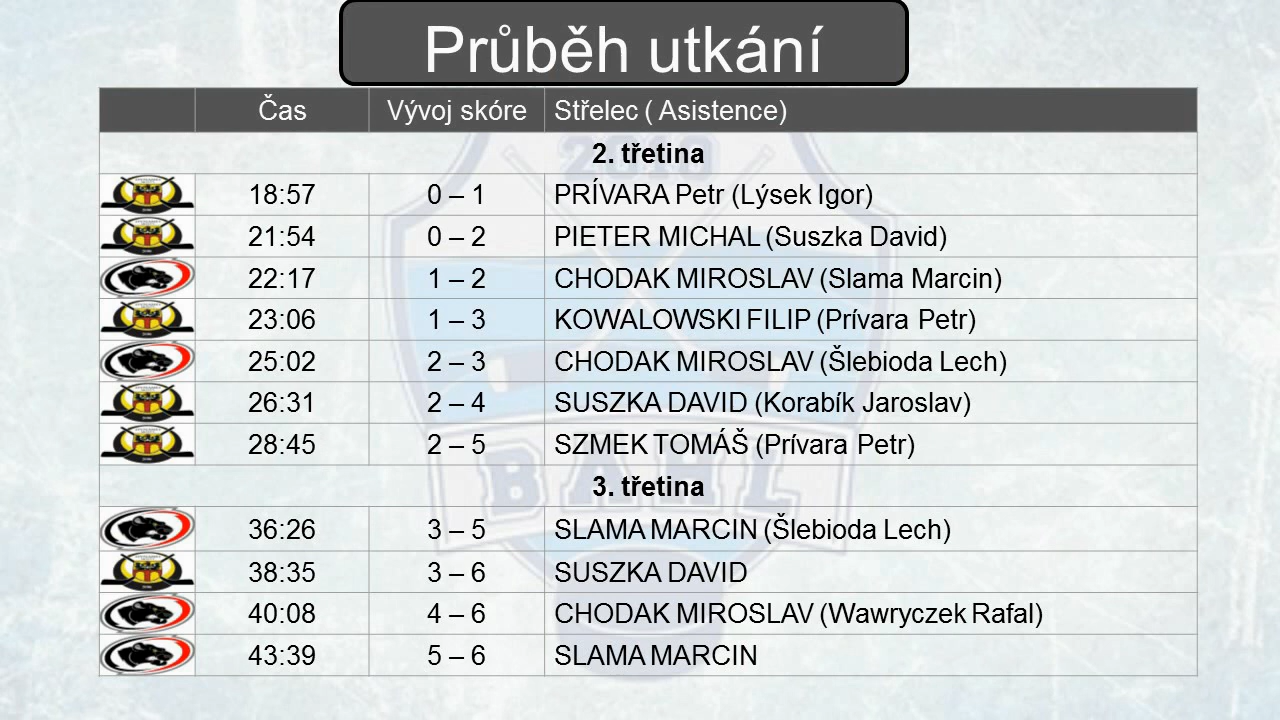 Průběh utkání
Čas Vývoj skóre Střelec ( Asistence)
2. třetina
18:57 0 – 1 PRÍVARA Petr (Lýsek Igor)
21:54 0 – 2 PIETER MICHAL (Suszka David)
22:17 1 – 2 CHODAK MIROSLAV (Slama Marcin)
23:06 1 – 3 KOWALOWSKI FILIP (Prívara Petr)
25:02 2 – 3 CHODAK MIROSLAV (Šlebioda Lech)
26:31 2 – 4 SUSZKA DAVID (Korabík Jaroslav)
28:45 2 – 5 SZMEK TOMÁŠ (Prívara Petr)
3. třetina
36:26 3 – 5 SLAMA MARCIN (Šlebioda Lech)
38:35 3 – 6 SUSZKA DAVID
40:08 4 – 6 CHODAK MIROSLAV (Wawryczek Rafal)
43:39 5 – 6 SLAMA MARCIN
BAHL